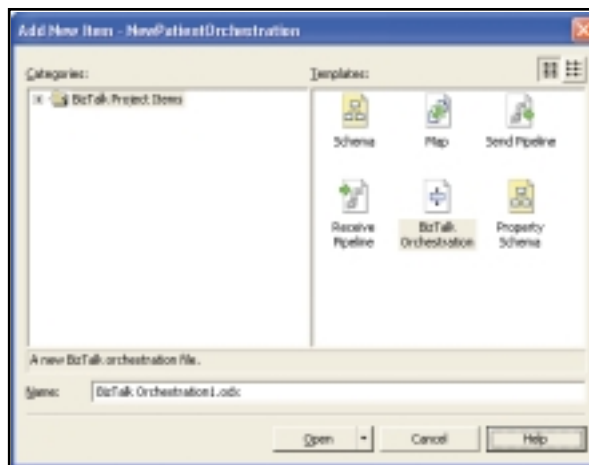 Add New Item - NewPatientOrchestration
Categories:
Templates:
BizTalk Project Items
Schema
Map
Send Pipeline
Receive Pipeline
BizTalk Orchestration
Property Schema
A new BizTalk orchestration file.
Name:
BizTalk Orchestration1.odx
Open
Cancel
Help